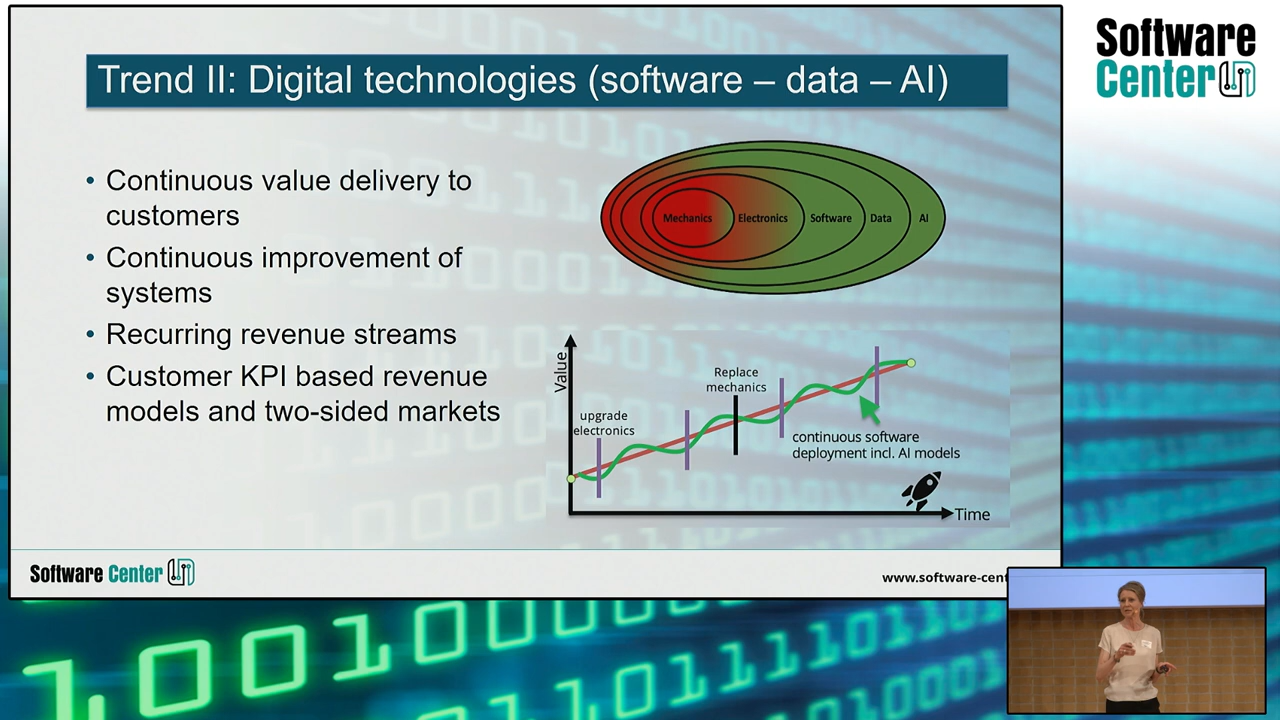 Software
Center
Trend II: Digital technologies (software – data – AI)
• Continuous value delivery to
customers
• Continuous improvement of
systems
• Recurring revenue streams
• Customer KPI based revenue
models and two-sided markets
Mechanics
Electronics
Software
Data
AI
Value
upgrade
electronics
Replace
mechanics
continuous software
deployment incl. AI models
Time
Software Center
www.software-cent